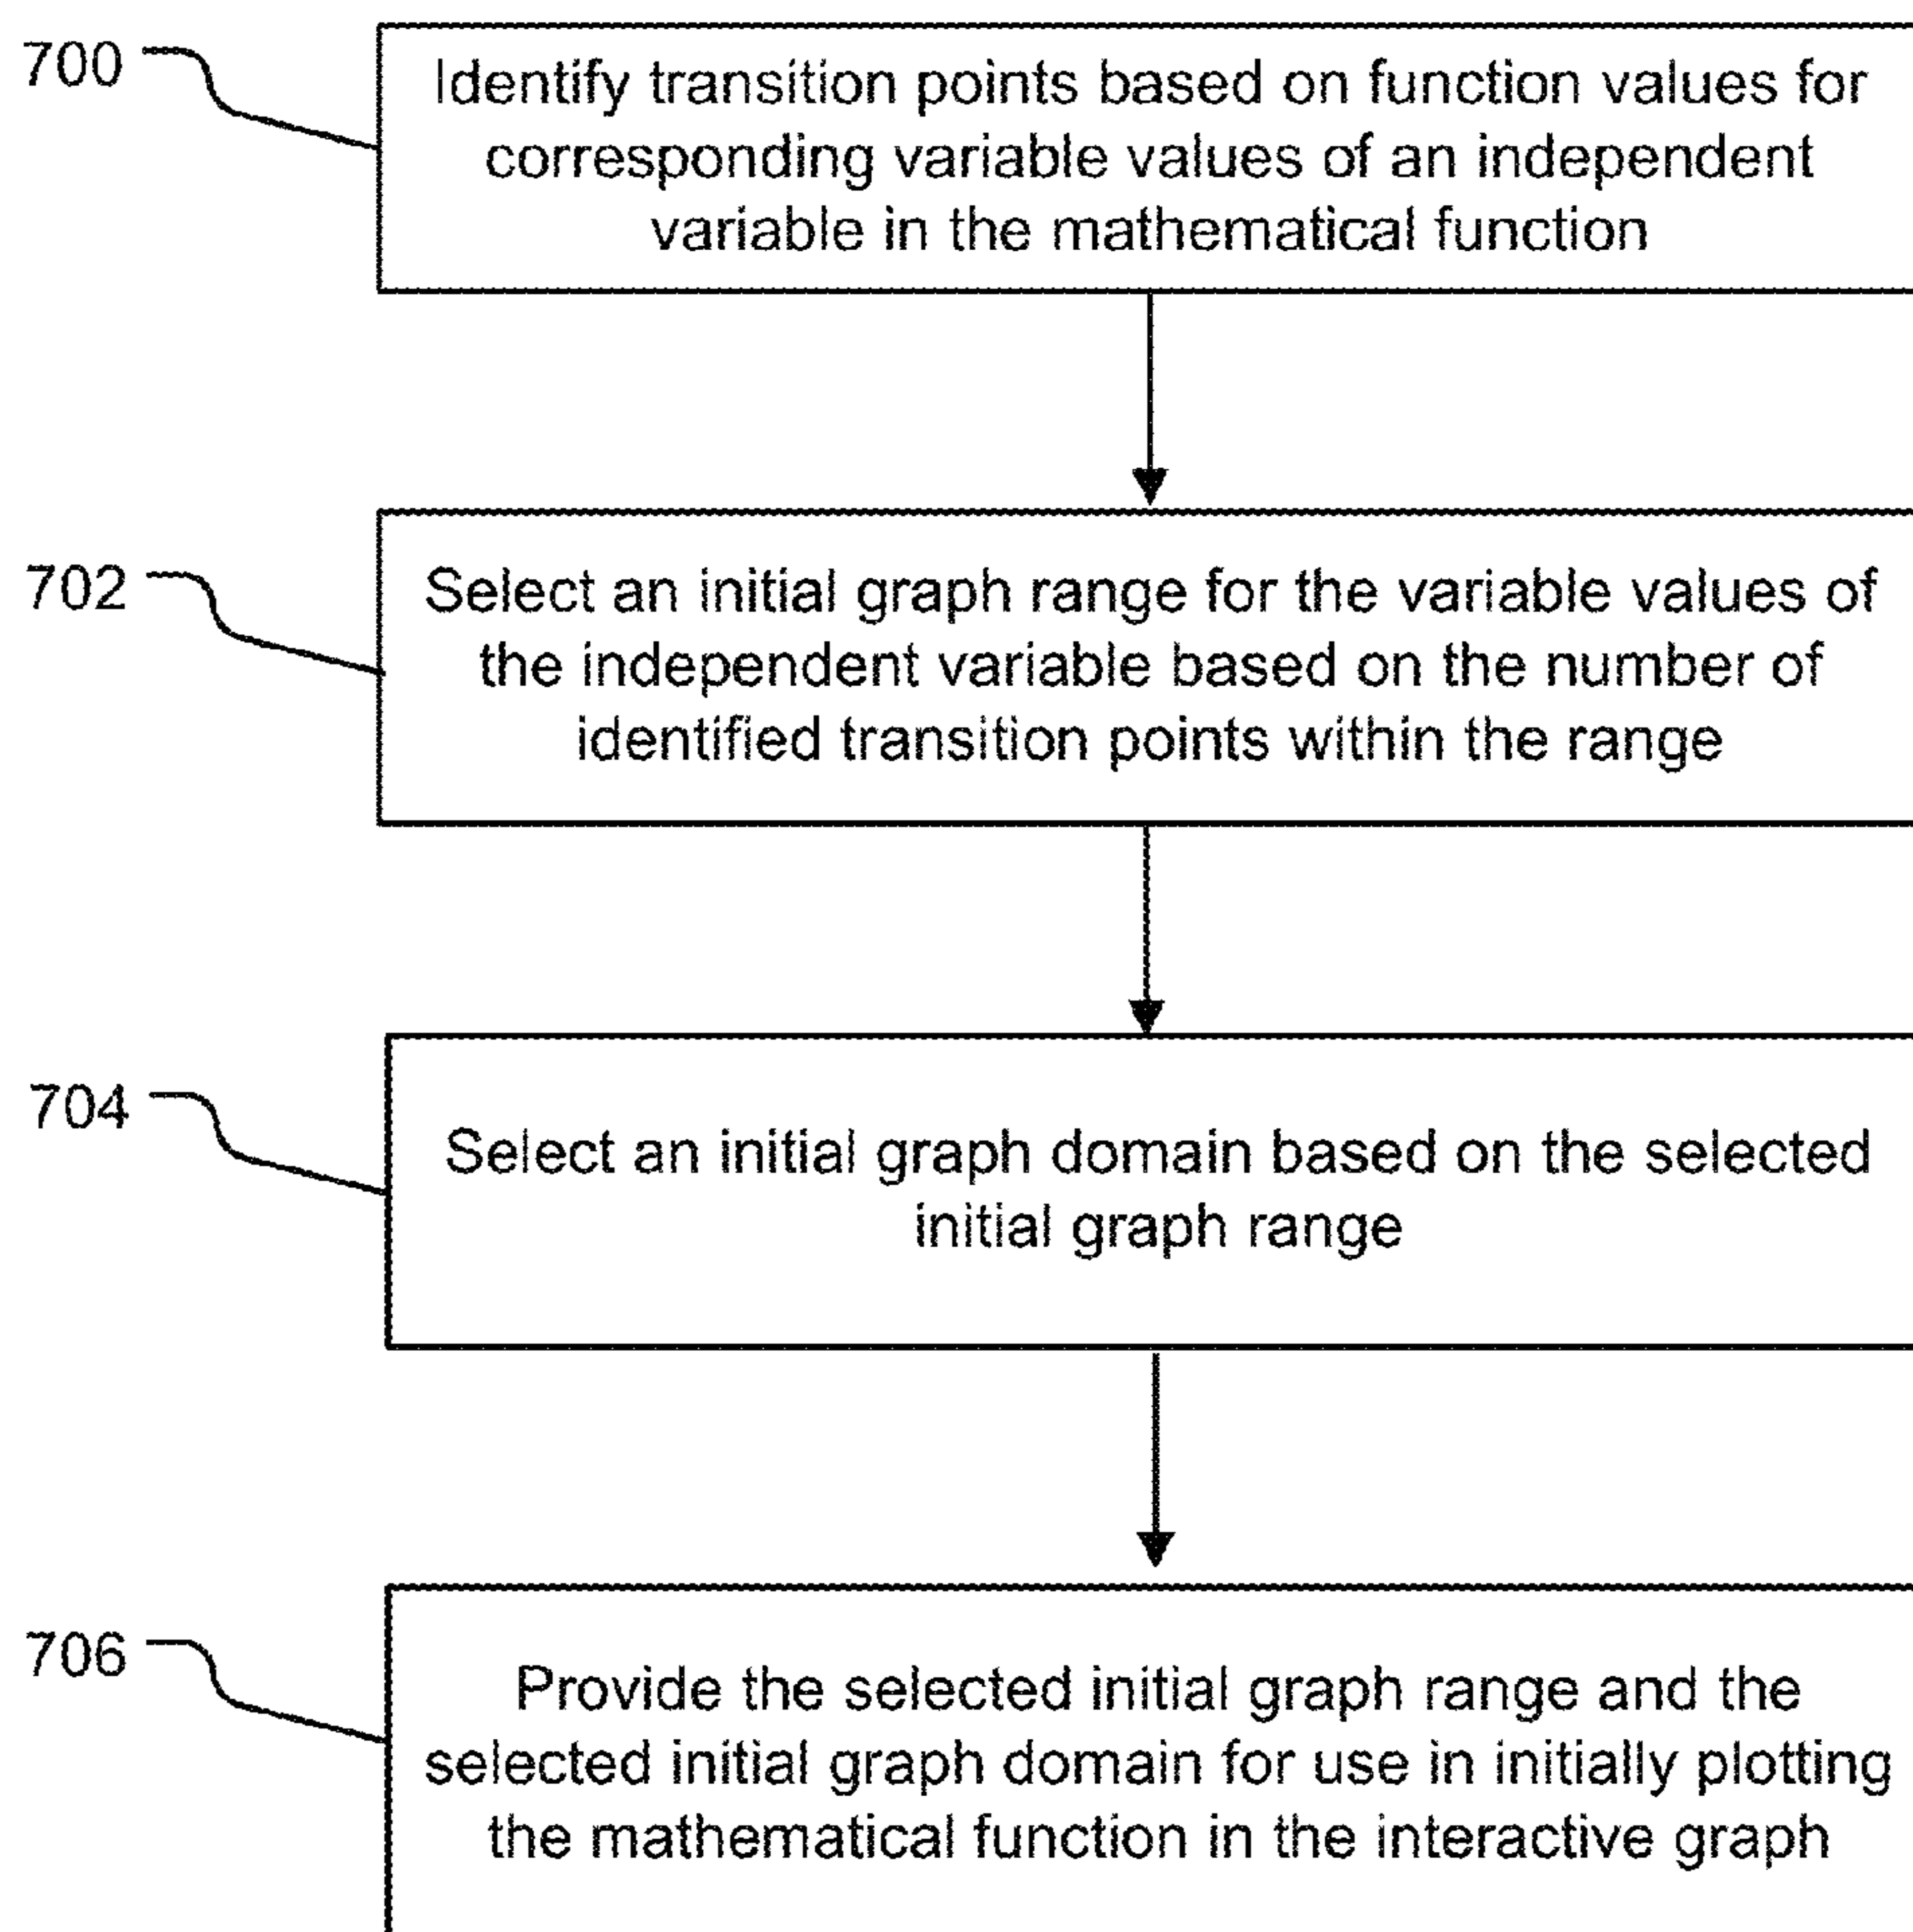 700
Identify transition points based on function values for
corresponding variable values of an independent
variable in the mathematical function
702
Select an initial graph range for the variable values of
the independent variable based on the number of
identified transition points within the range
704
Select an initial graph domain based on the selected
initial graph range
706
Provide the selected initial graph range and the
selected initial graph domain for use in initially plotting
the mathematical function in the interactive graph